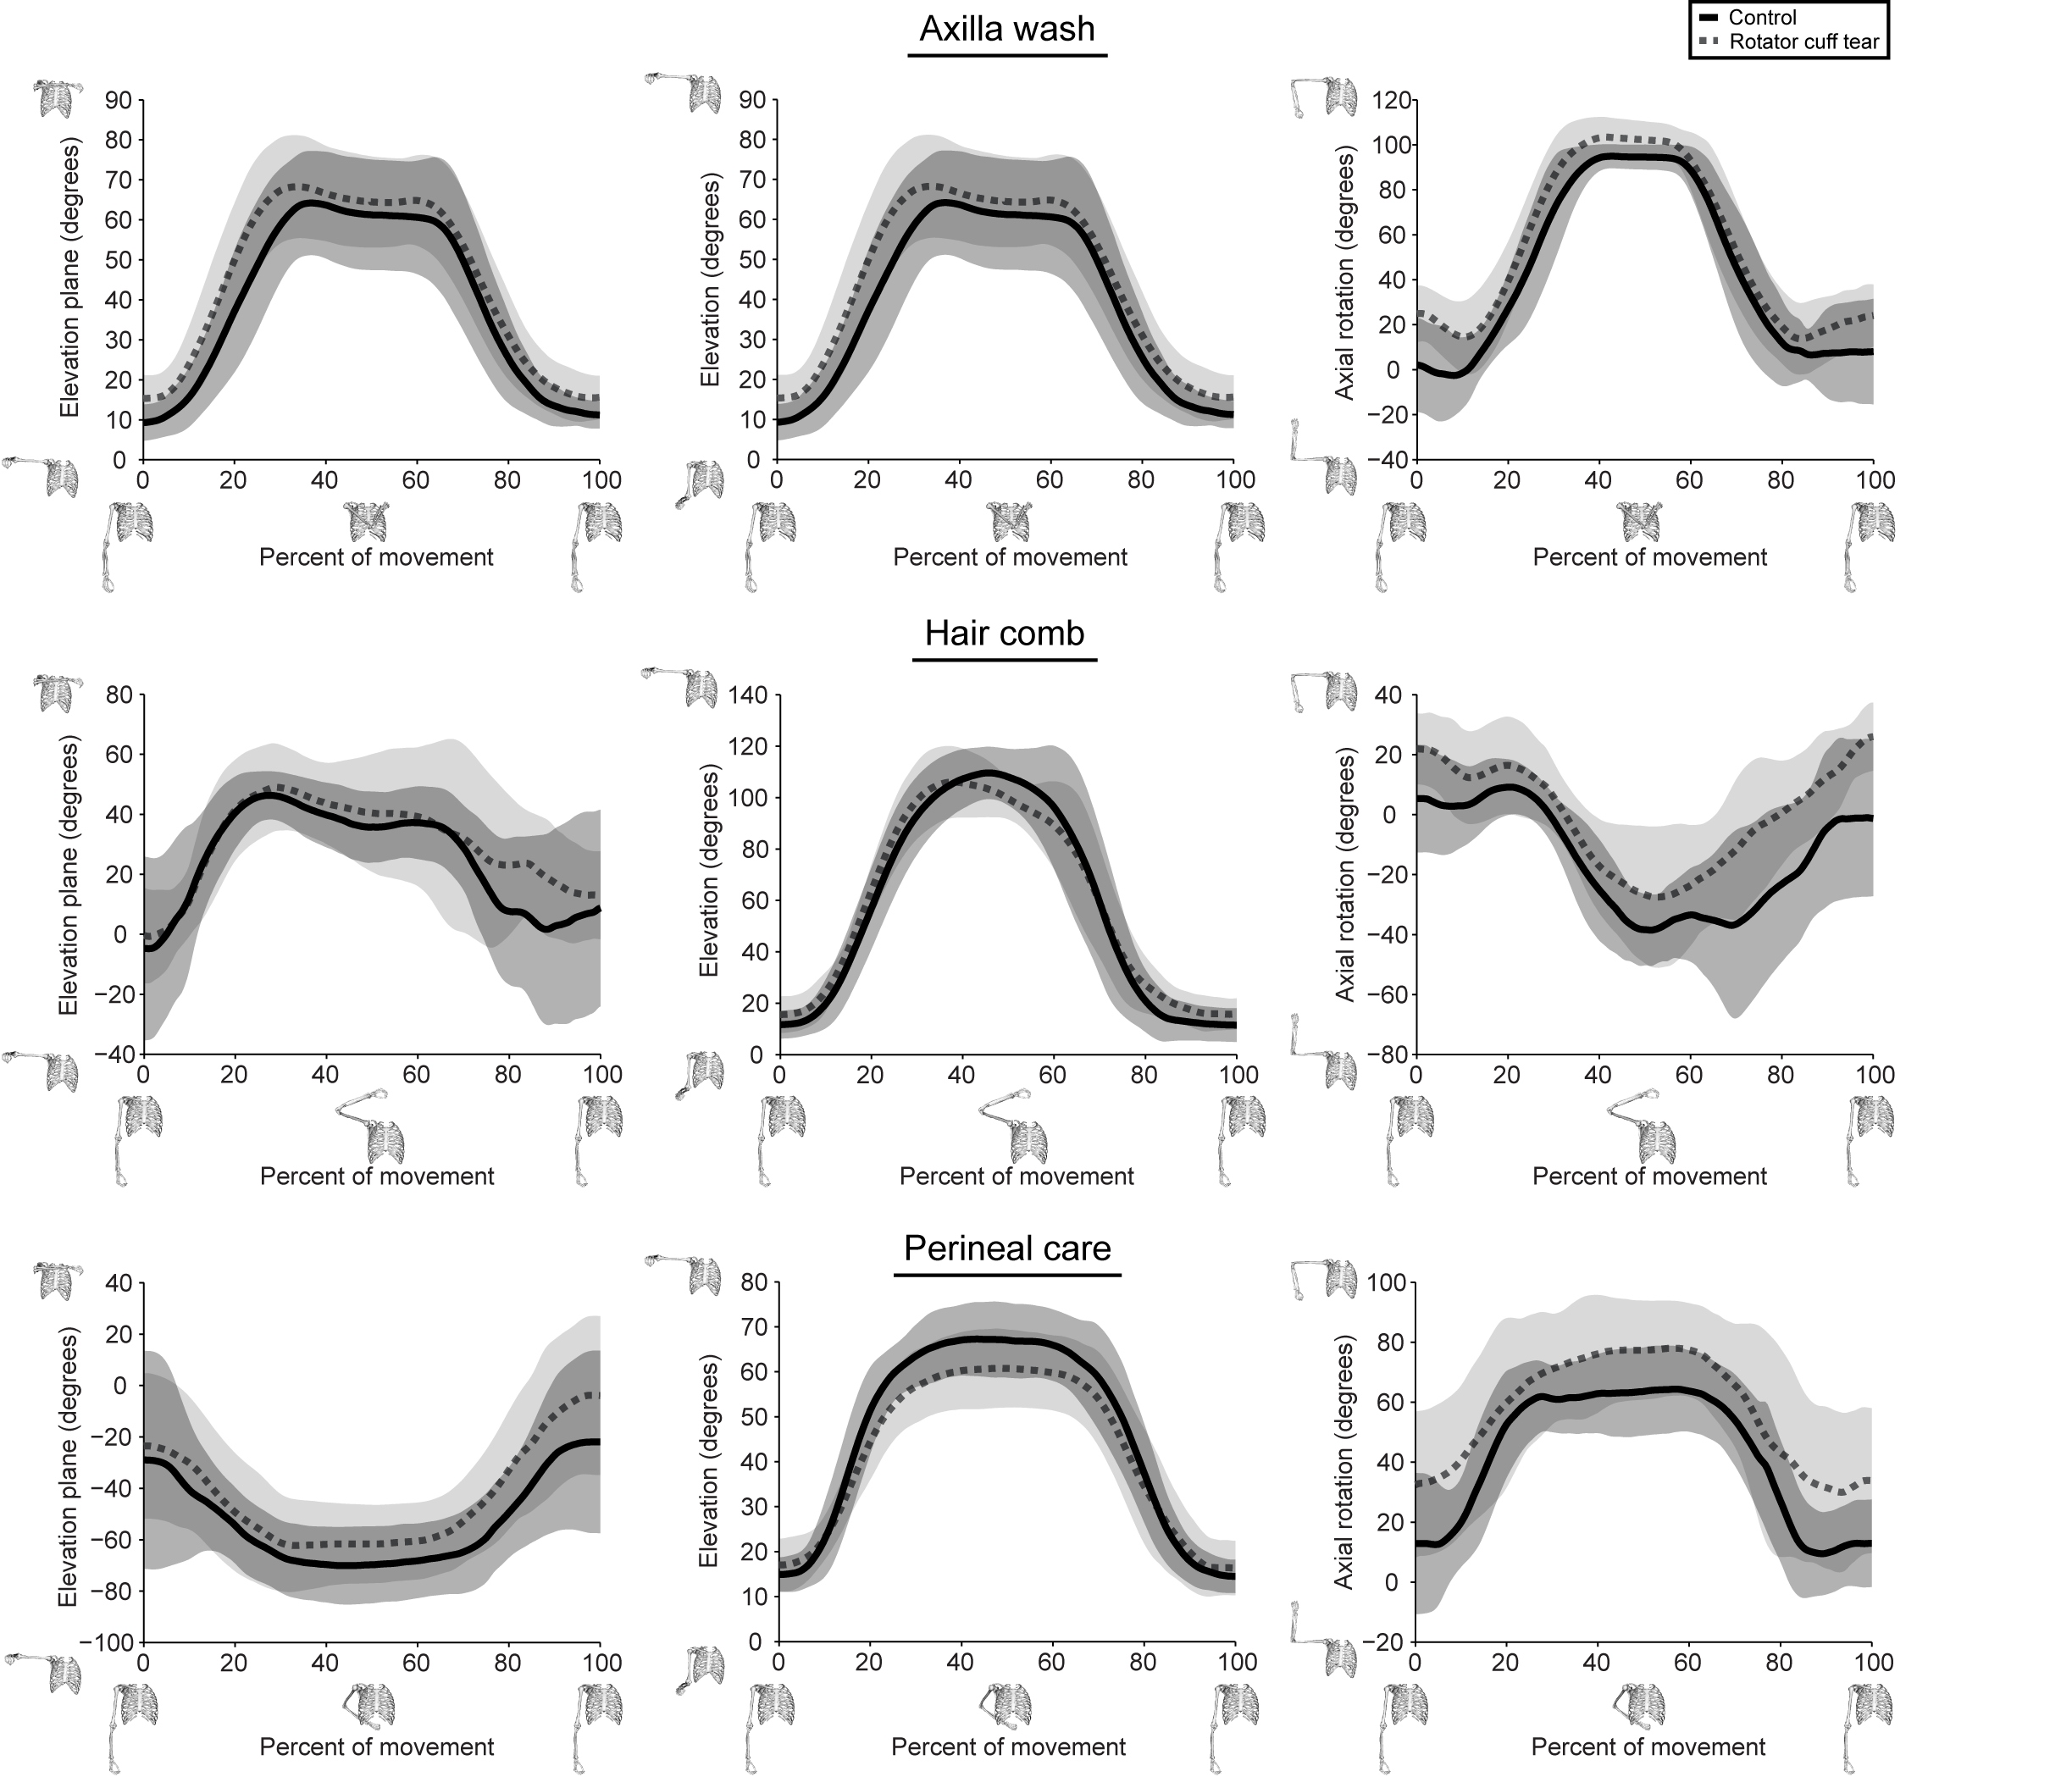 Axilla wash
Control
Rotator cuff tear
Elevation plane (degrees)
90
80
70
60
50
40
30
20
10
0
0 20 40 60 80 100
Percent of movement
Elevation (degrees)
90
80
70
60
50
40
30
20
10
0
0 20 40 60 80 100
Percent of movement
Axial rotation (degrees)
120
100
80
60
40
20
0
−20
−40
0 20 40 60 80 100
Percent of movement
Hair comb
Elevation plane (degrees)
80
60
40
20
0
−20
−40
0 20 40 60 80 100
Percent of movement
Elevation (degrees)
140
120
100
80
60
40
20
0
0 20 40 60 80 100
Percent of movement
Axial rotation (degrees)
40
20
0
−20
−40
−60
−80
0 20 40 60 80 100
Percent of movement
Perineal care
Elevation plane (degrees)
40
20
0
−20
−40
−60
−80
−100
0 20 40 60 80 100
Percent of movement
Elevation (degrees)
80
70
60
50
40
30
20
10
0
0 20 40 60 80 100
Percent of movement
Axial rotation (degrees)
100
80
60
40
20
0
−20
0 20 40 60 80 100
Percent of movement